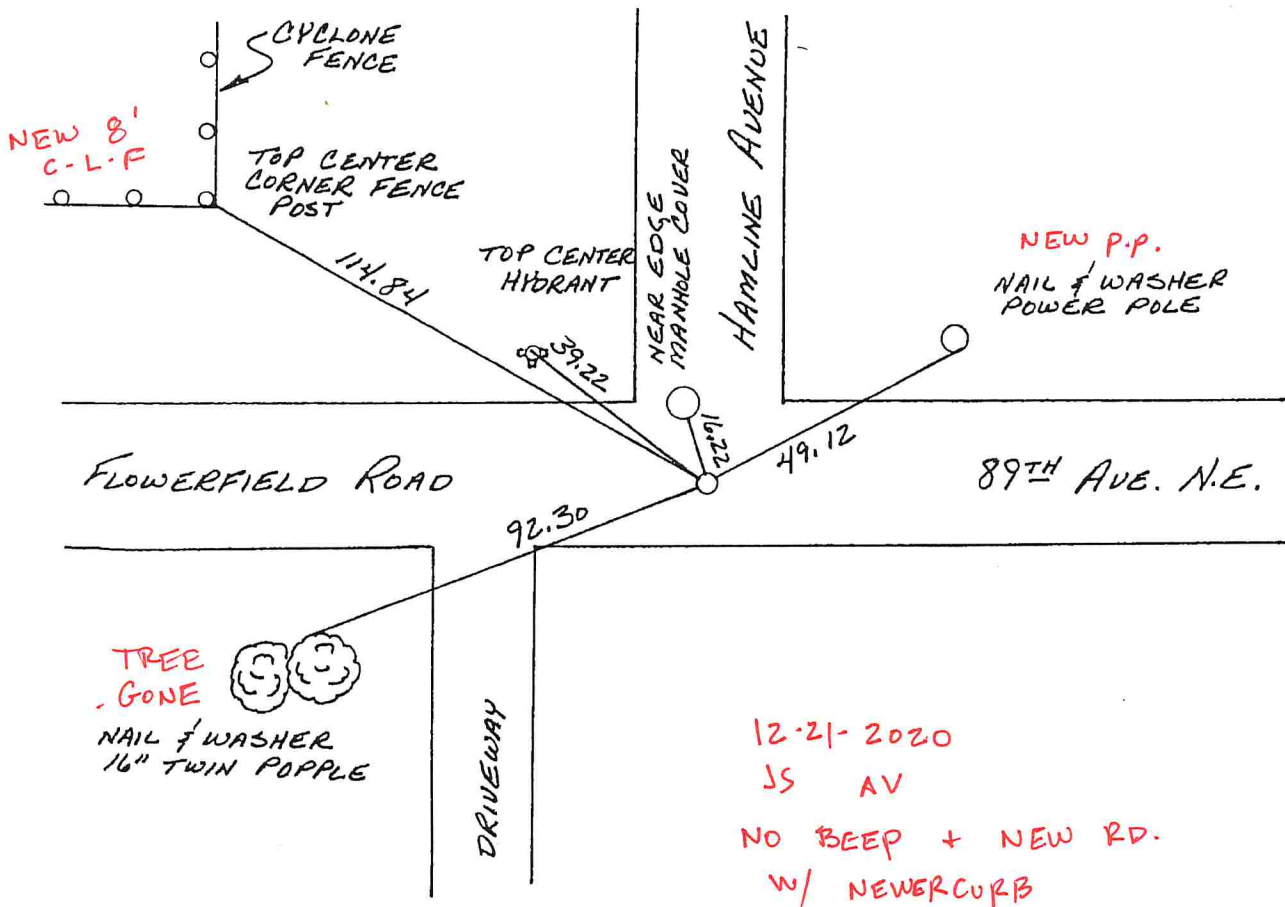 CYCLONE
FENCE
NEW 8'
C-L-F
TOP CENTER
CORNER FENCE
POST
114.84
TOP CENTER
HYDRANT
39.22
NEAR EDGE
MANHOLE COVER
HAMLINE AVENUE
NEW P.P.
NAIL & WASHER
POWER POLE
16.22
49.12
FLOWERFIELD ROAD
89TH AVE. N.E.
92.30
TREE
GONE
NAIL & WASHER
16" TWIN POPPLE
DRIVEWAY
12-21-2020
JS AV
NO BEEP + NEW RD.
W/ NEWER CURB